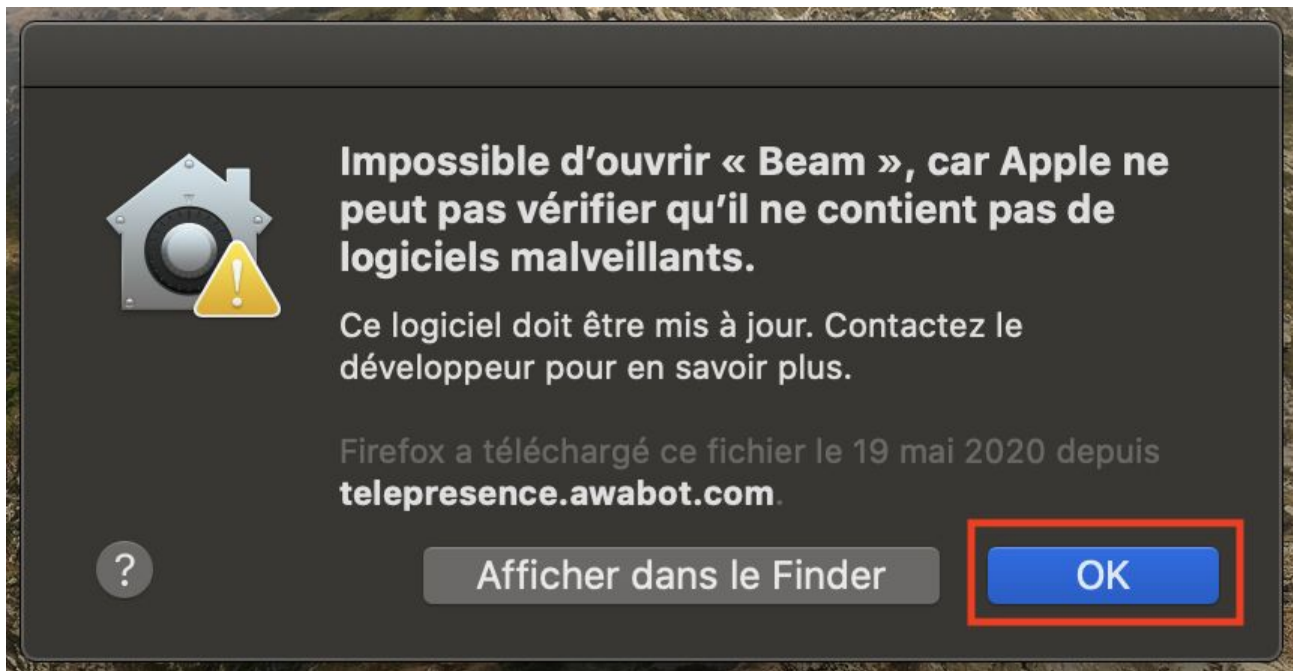 Impossible d’ouvrir « Beam », car Apple ne
peut pas vérifier qu’il ne contient pas de
logiciels malveillants.
Ce logiciel doit être mis à jour. Contactez le
développeur pour en savoir plus.
Firefox a téléchargé ce fichier le 19 mai 2020 depuis
telepresence.awabot.com.
? Afficher dans le Finder OK